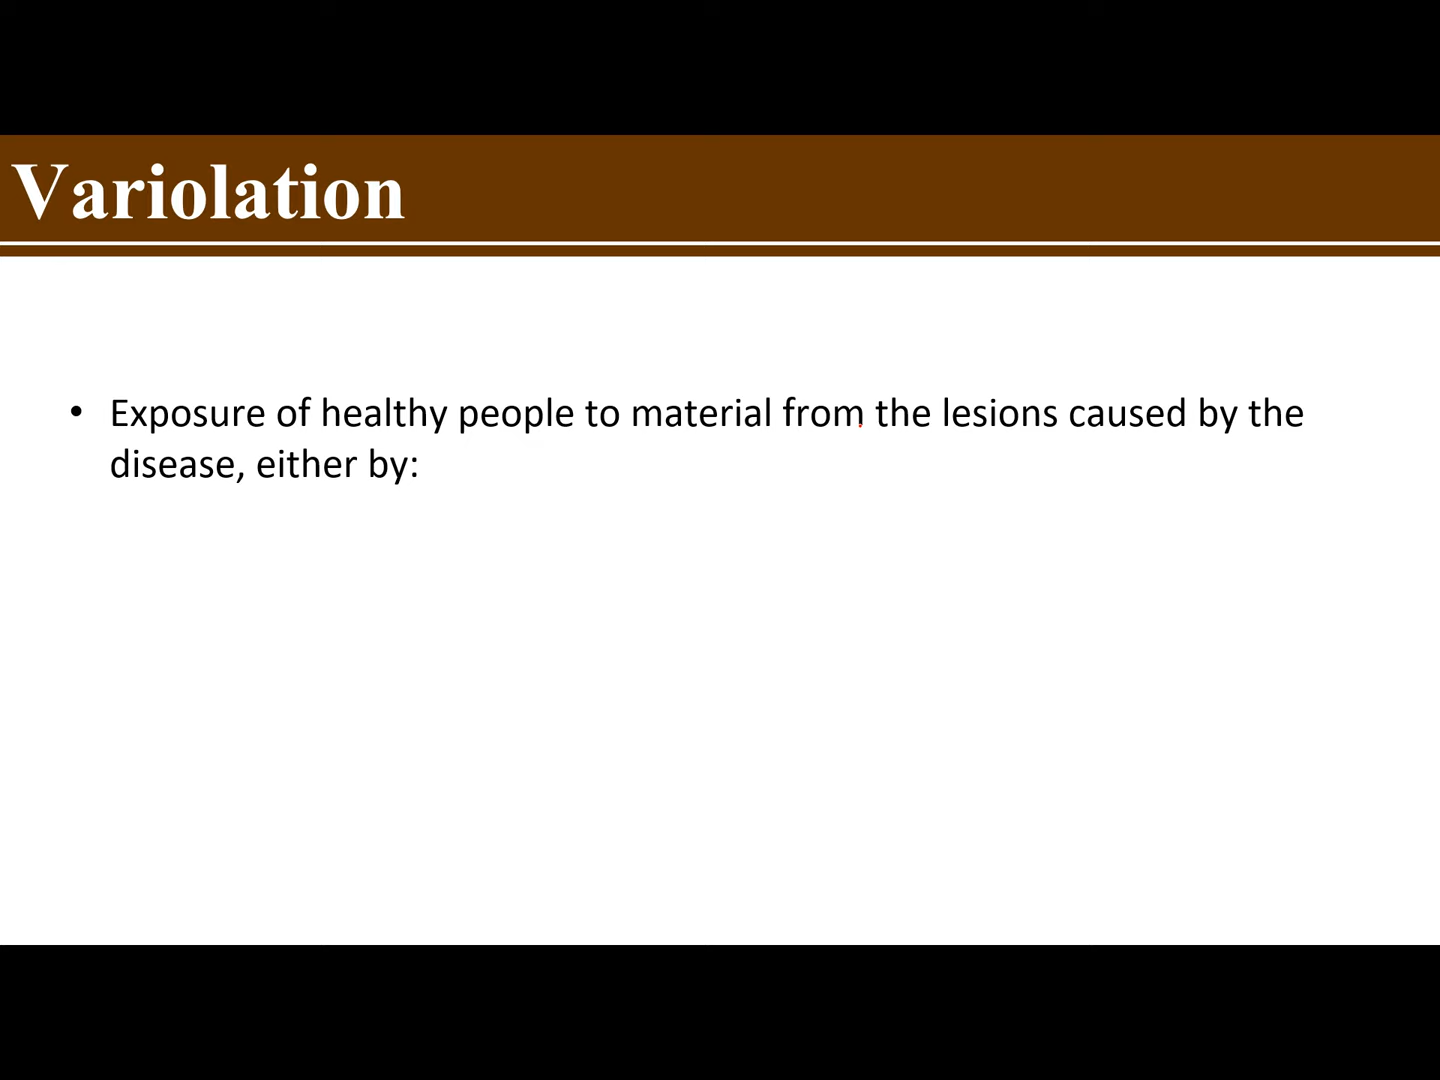 Variolation
• Exposure of healthy people to material from the lesions caused by the
disease, either by: